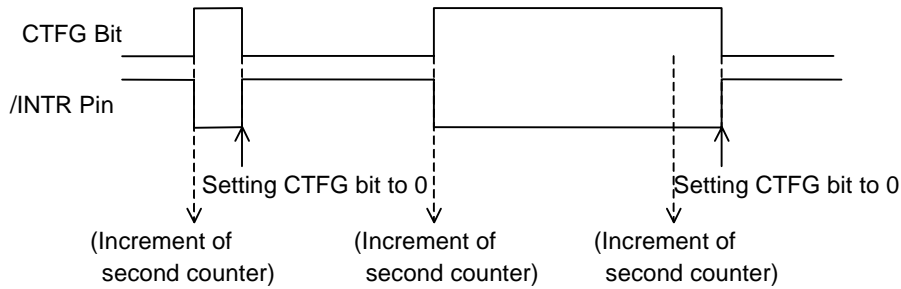 CTFG Bit
/INTR Pin
Setting CTFG bit to 0
Setting CTFG bit to 0
(Increment of
second counter)
(Increment of
second counter)
(Increment of
second counter)